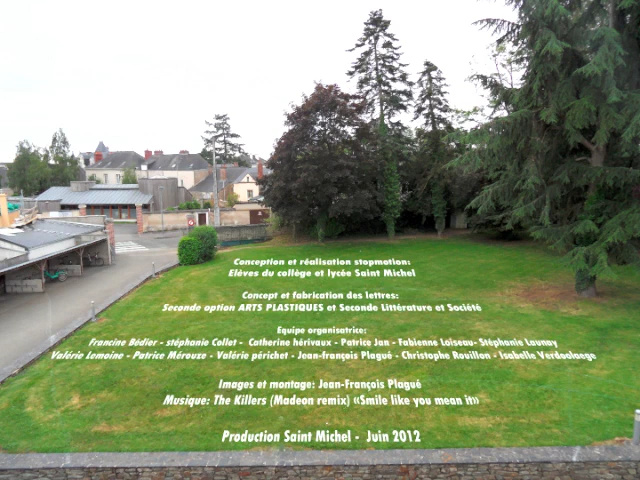 Conception et réalisation stopmotion:
Elèves du collège et lycée Saint Michel
Concept et fabrication des lettres:
Seconde option ARTS PLASTIQUES et Seconde Littérature et Société
Equipe organisatrice:
Francine Bédier - stéphanie Collet - Catherine hérivaux - Patrice Jan - Fabienne Loiseau- Stéphanie Launay
Valérie Lemoine - Patrice Mérouze - Valérie périchet - Jean-françois Plagué - Christophe Rouillon - Isabelle
Images et montage: Jean-François Plagué
Musique: The Killers (Madeon remix) «Smile like you mean it»
Production Saint Michel - Juin 2012